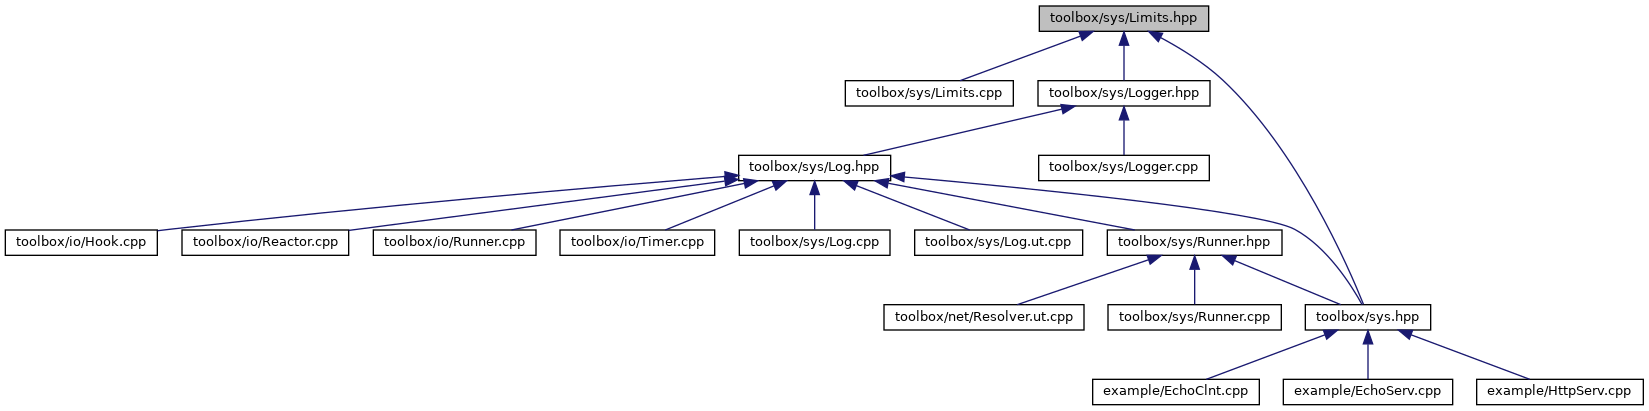 toolbox/sys/Limits.hpp
toolbox/sys/Limits.cpp
toolbox/sys/Logger.hpp
toolbox/sys/Log.hpp
toolbox/sys/Logger.cpp
toolbox/io/Hook.cpp
toolbox/io/Reactor.cpp
toolbox/io/Runner.cpp
toolbox/io/Timer.cpp
toolbox/sys/Log.cpp
toolbox/sys/Log.ut.cpp
toolbox/sys/Runner.hpp
toolbox/net/Resolver.ut.cpp
toolbox/sys/Runner.cpp
toolbox/sys.hpp
example/EchoClnt.cpp
example/EchoServ.cpp
example/HttpServ.cpp